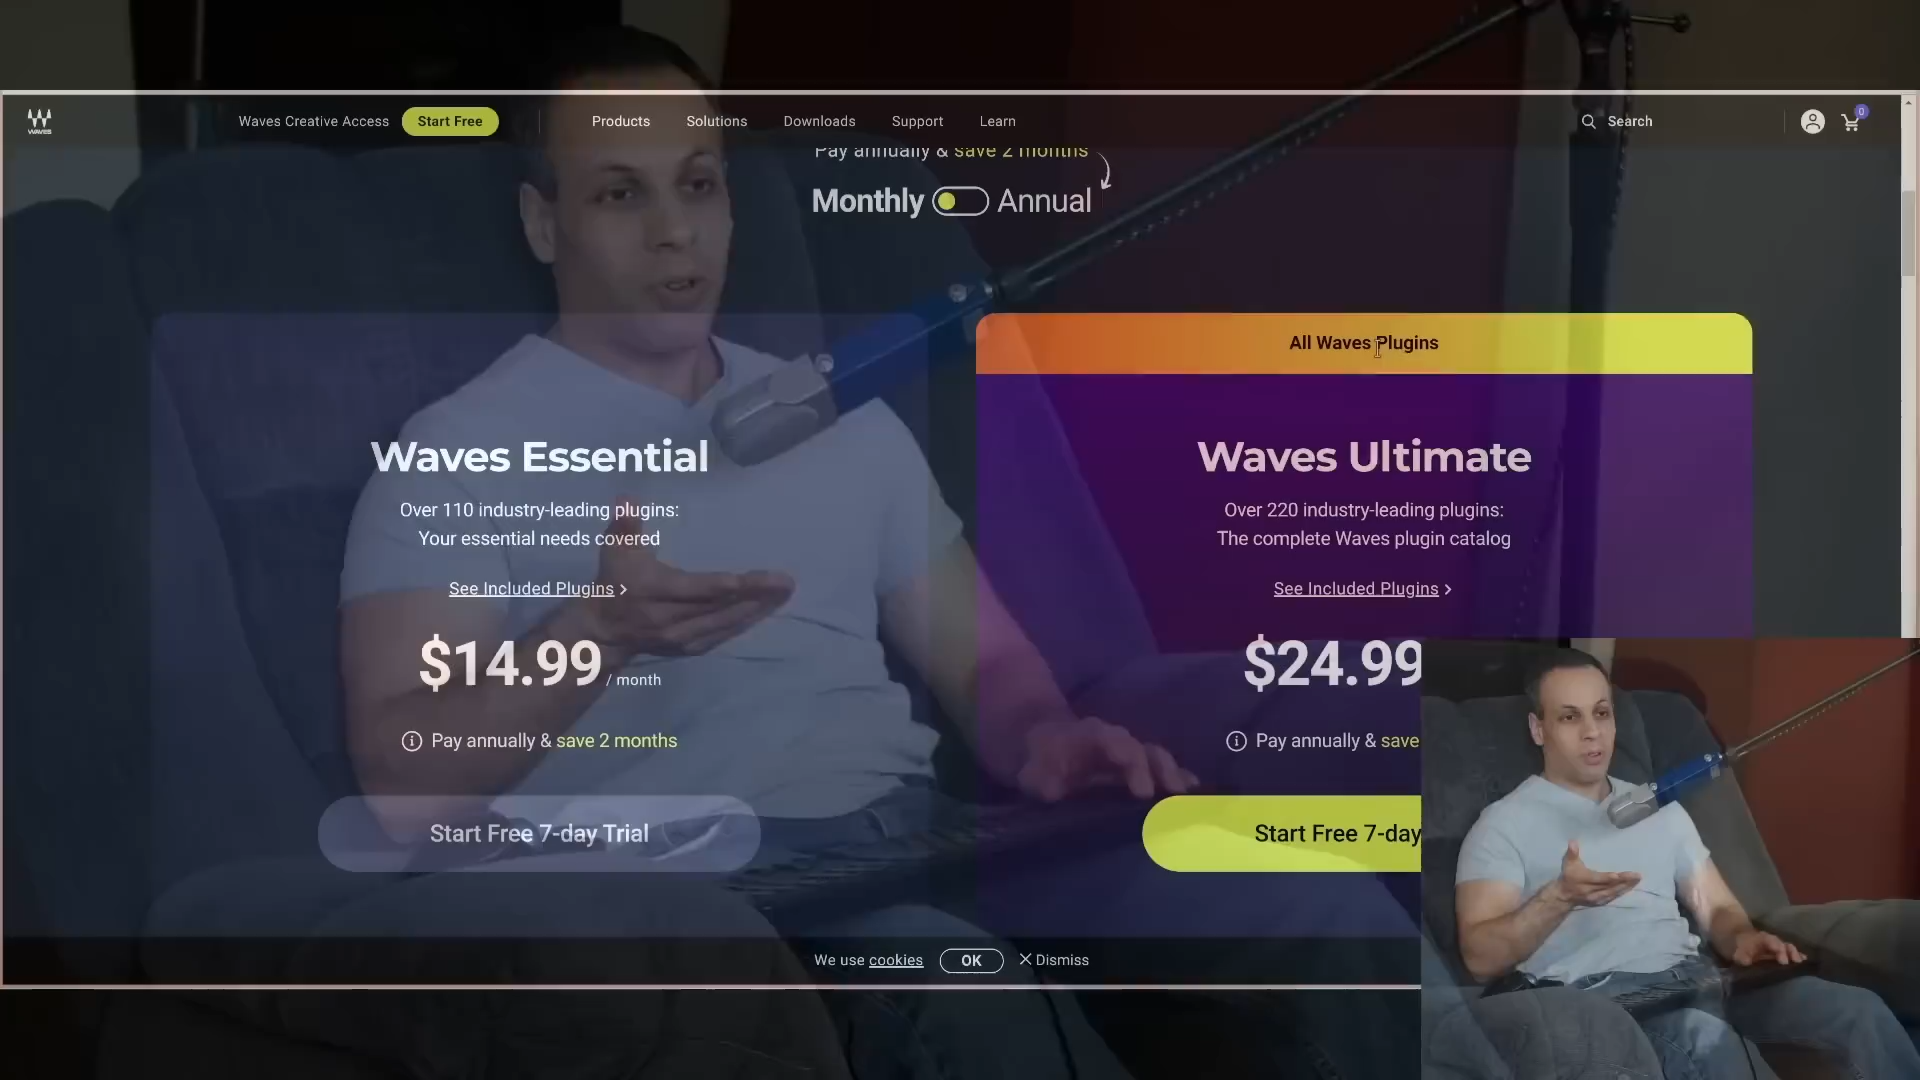 WAVES
Waves Creative Access
Start Free
Products
Solutions
Downloads
Support
Learn
Search
0
Pay annually & save 2 months
Monthly
Annual
All Waves Plugins
Waves Essential
Over 110 industry-leading plugins:
Your essential needs covered
See Included Plugins >
$14.99 / month
Pay annually & save 2 months
Start Free 7-day Trial
Waves Ultimate
Over 220 industry-leading plugins:
The complete Waves plugin catalog
See Included Plugins >
$24.99
Pay annually & save
Start Free 7-day
We use cookies
OK
Dismiss